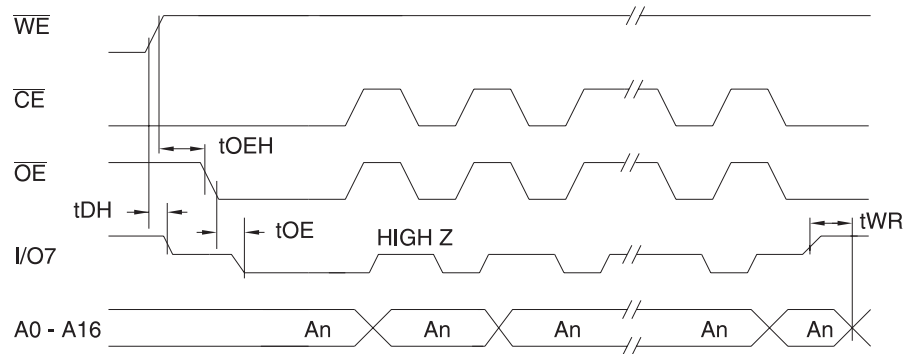 WE
CE
tOEH
OE
tDH
tOE
HIGH Z
tWR
I/O7
A0 - A16 An An An An An